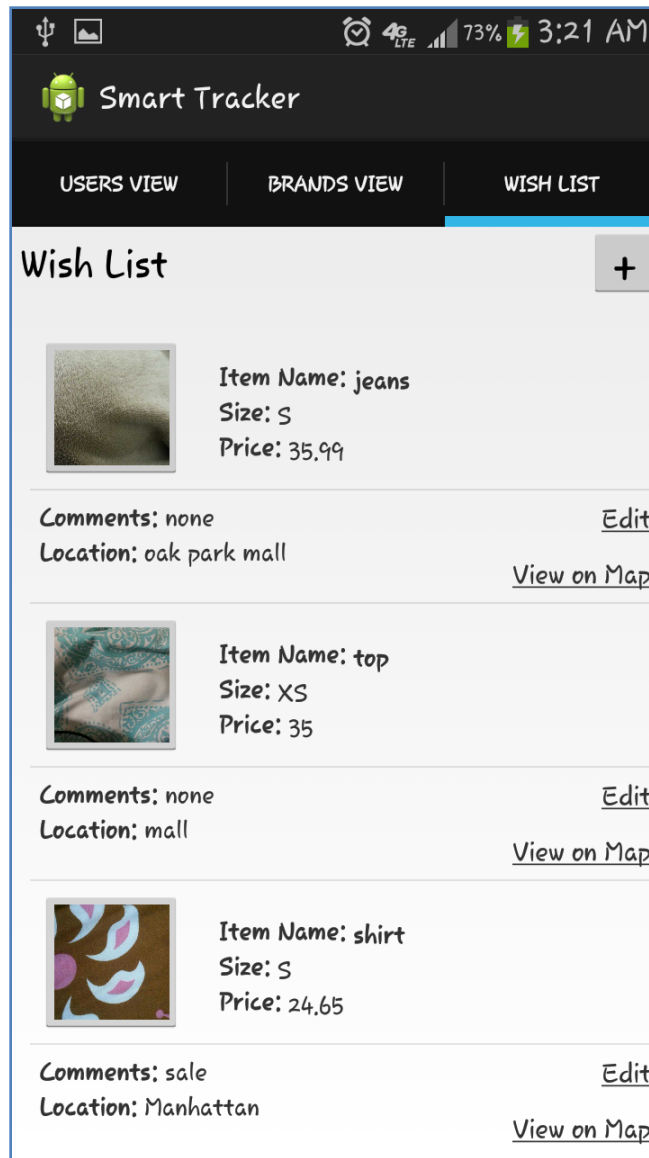 4G LTE 73% 3:21 AM
Smart Tracker
USERS VIEW BRANDS VIEW WISH LIST
Wish List +
Item Name: jeans
Size: S
Price: 35.99
Comments: none Edit
Location: oak park mall
View on Map
Item Name: top
Size: XS
Price: 35
Comments: none Edit
Location: mall
View on Map
Item Name: shirt
Size: S
Price: 24.65
Comments: sale Edit
Location: Manhattan
View on Map